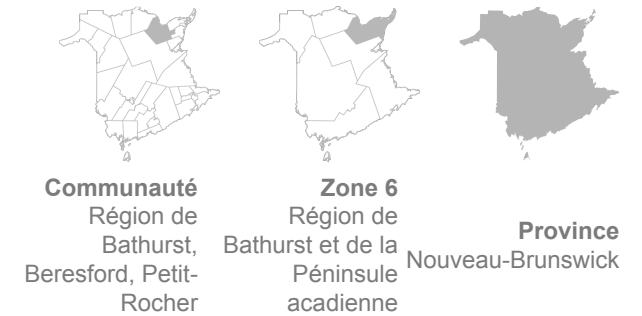 Communauté
Région de
Bathurst,
Beresford, Petit-
Rocher
Zone 6
Région de
Bathurst et de la
Péninsule
acadienne
Province
Nouveau-Brunswick